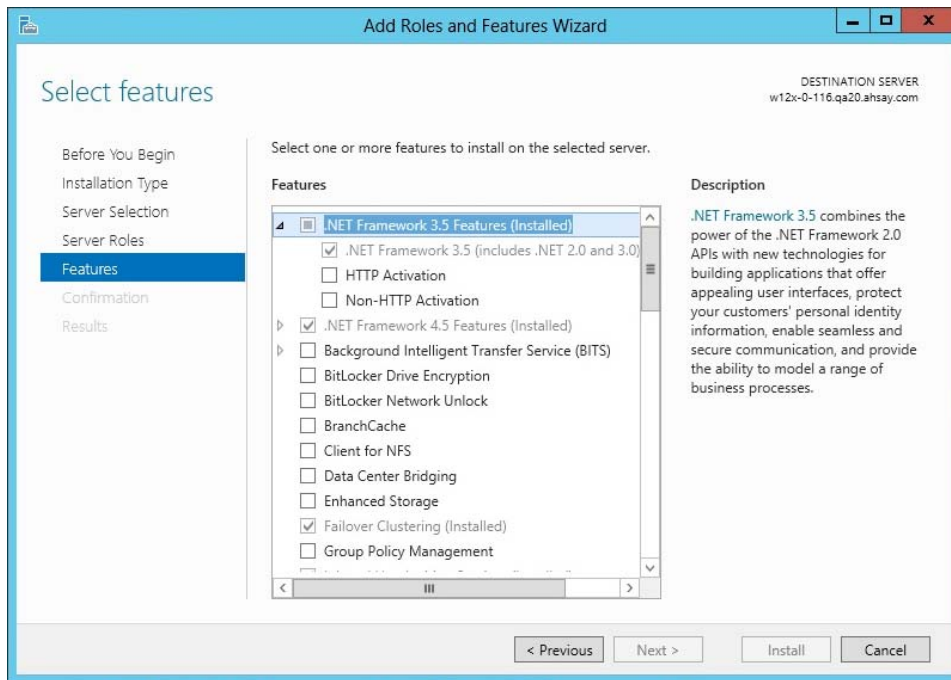 Add Roles and Features Wizard
Select features
DESTINATION SERVER
w12x-0-116.qa20.ahsay.com
Before You Begin
Installation Type
Server Selection
Server Roles
Features
Confirmation
Results
Select one or more features to install on the selected server.
Features
.NET Framework 3.5 Features (Installed)
.NET Framework 3.5 (includes .NET 2.0 and 3.0)
HTTP Activation
Non-HTTP Activation
.NET Framework 4.5 Features (Installed)
Background Intelligent Transfer Service (BITS)
BitLocker Drive Encryption
BitLocker Network Unlock
BranchCache
Client for NFS
Data Center Bridging
Enhanced Storage
Failover Clustering (Installed)
Group Policy Management
Description
.NET Framework 3.5 combines the
power of the .NET Framework 2.0
APIs with new technologies for
building applications that offer
appealing user interfaces, protect
your customers' personal identity
information, enable seamless and
secure communication, and provide
the ability to model a range of
business processes.
< Previous
Next >
Install
Cancel